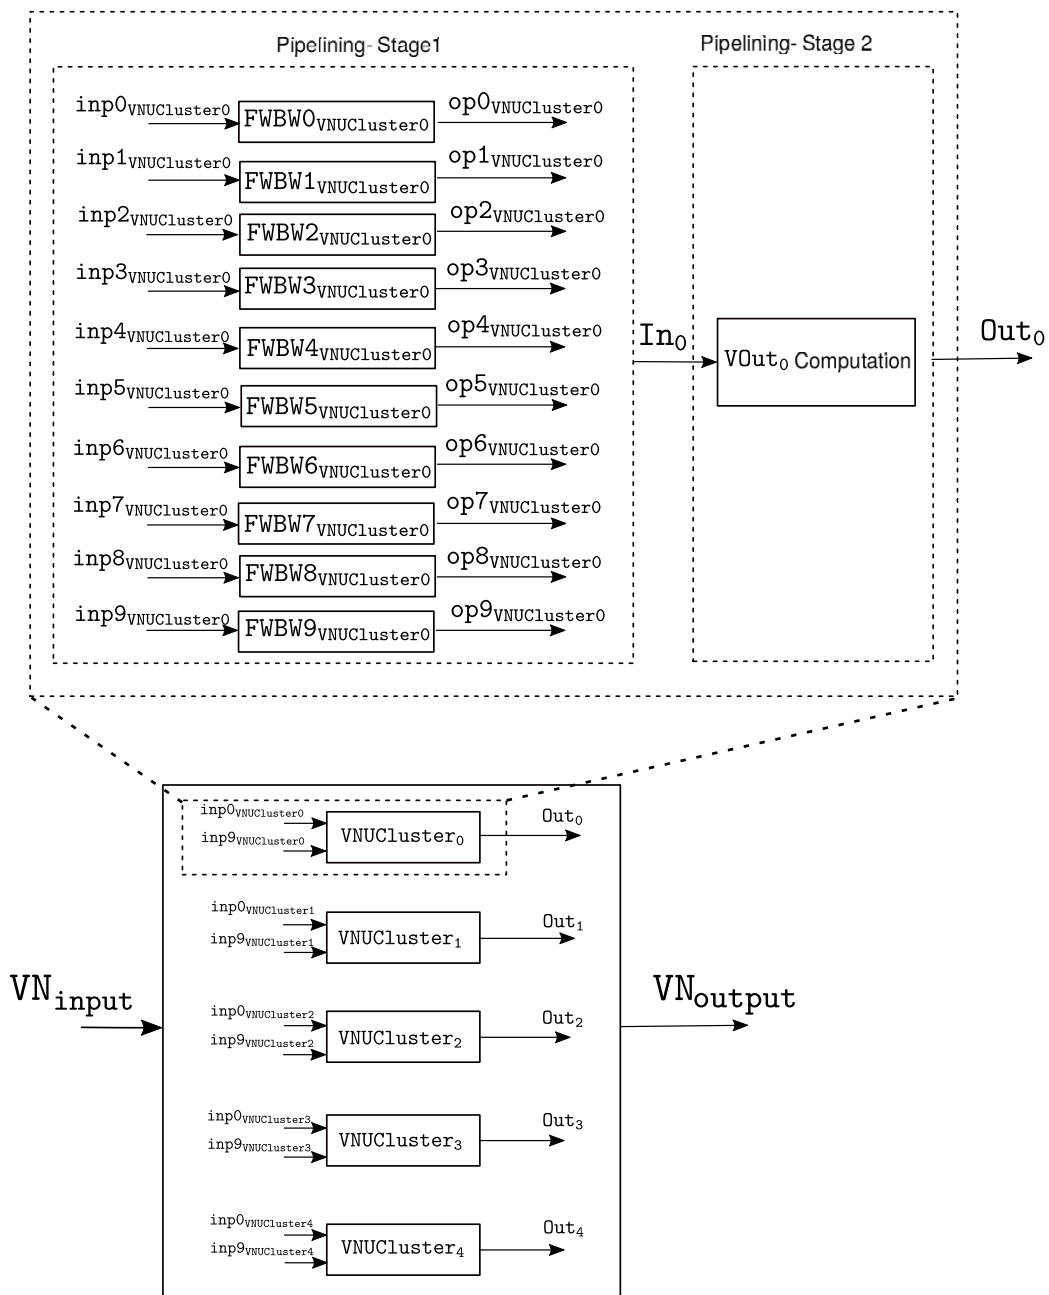 Pipelining- Stage1
Pipelining- Stage 2
inp0VNUCluster0 FWBW0VNUCluster0 op0VNUCluster0
inp1VNUCluster0 FWBW1VNUCluster0 op1VNUCluster0
inp2VNUCluster0 FWBW2VNUCluster0 op2VNUCluster0
inp3VNUCluster0 FWBW3VNUCluster0 op3VNUCluster0
inp4VNUCluster0 FWBW4VNUCluster0 op4VNUCluster0
In0 VOut0 Computation Out0
inp5VNUCluster0 FWBW5VNUCluster0 op5VNUCluster0
inp6VNUCluster0 FWBW6VNUCluster0 op6VNUCluster0
inp7VNUCluster0 FWBW7VNUCluster0 op7VNUCluster0
inp8VNUCluster0 FWBW8VNUCluster0 op8VNUCluster0
inp9VNUCluster0 FWBW9VNUCluster0 op9VNUCluster0
inp0VNUCluster0
inp9VNUCluster0
VNUCluster0
Out0
inp0VNUCluster1
inp9VNUCluster1
VNUCluster1
Out1
VNinput
VNoutput
inp0VNUCluster2
inp9VNUCluster2
VNUCluster2
Out2
inp0VNUCluster3
inp9VNUCluster3
VNUCluster3
Out3
inp0VNUCluster4
inp9VNUCluster4
VNUCluster4
Out4